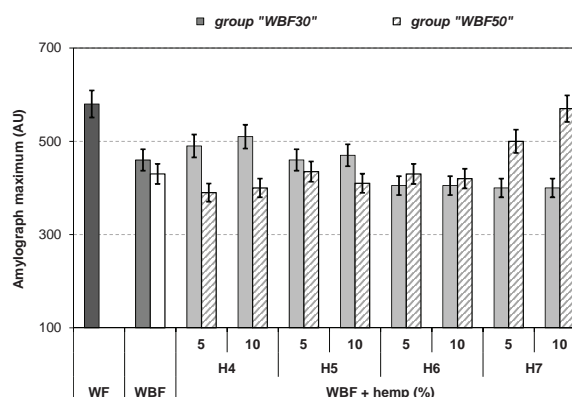 group "WBF30" group "WBF50"
Amylograph maximum (AU)
700
500
300
100
5 10 5 10 5 10 5 10
H4 H5 H6 H7
WF WBF WBF + hemp (%)